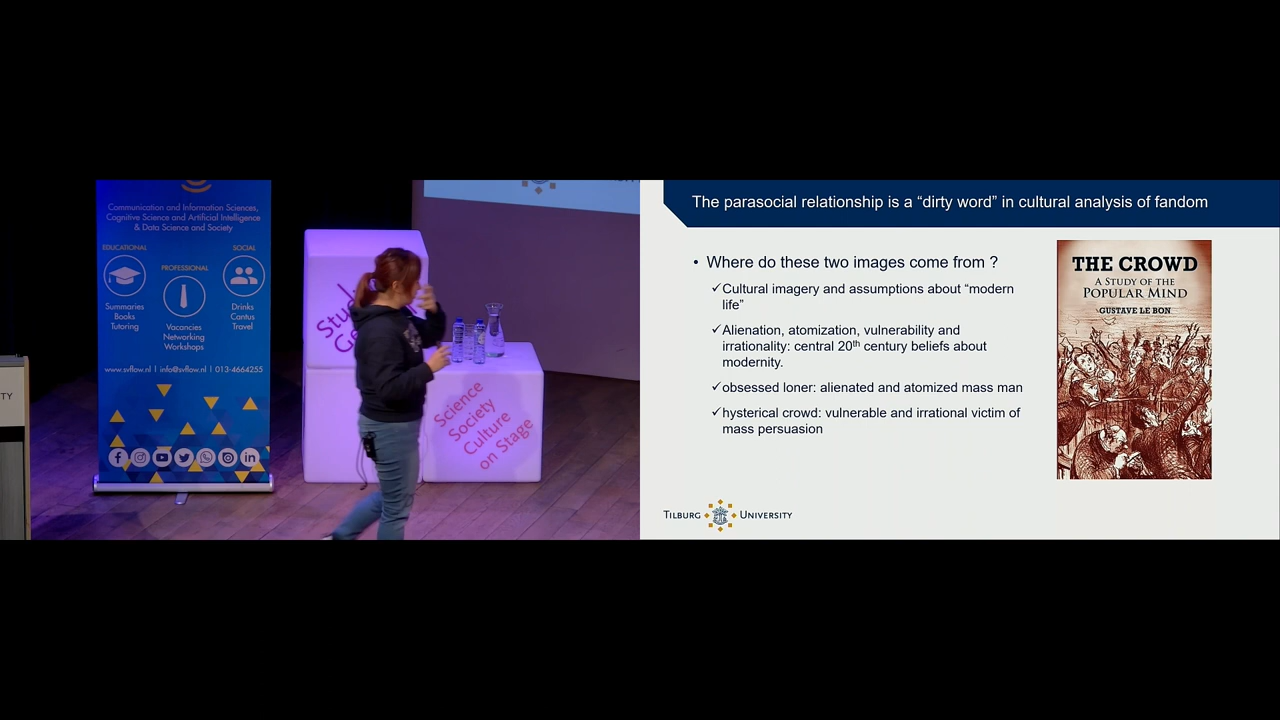 Communication and Information Sciences,
Cognitive Science and Artificial Intelligence
& Data Science and Society
EDUCATIONAL
SOCIAL
PROFESSIONAL
Summaries
Books
Tutoring
Drinks
Cantus
Travel
Vacancies
Networking
Workshops
www.svflow.nl | info@svflow.nl | 013-4664255
TY
Science
Society
Culture
on Stage
The parasocial relationship is a “dirty word” in cultural analysis of fandom
• Where do these two images come from ?
✓Cultural imagery and assumptions about “modern
life”
✓Alienation, atomization, vulnerability and
irrationality: central 20th century beliefs about
modernity.
✓obsessed loner: alienated and atomized mass man
✓hysterical crowd: vulnerable and irrational victim of
mass persuasion
THE CROWD
A STUDY OF THE
POPULAR MIND
GUSTAVE LE BON
TILBURG UNIVERSITY